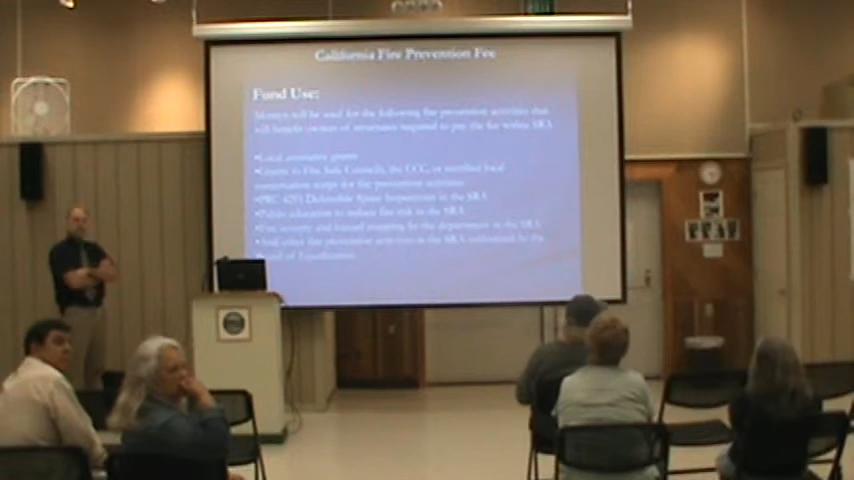 California Fire Prevention Fee
Fund Use:
Moneys will be used for the following fire prevention activities that
will benefit owners of structures required to pay the fee within SRA
•Local assistance grants
•Grants to Fire Safe Councils, the CCC, or certified local
conservation corps for fire prevention activities
•PRC 4291 Defensible Space Inspections in the SRA
•Public education to reduce fire risk in the SRA
•Fire severity and hazard mapping by the department in the SRA
•And other fire prevention activities in the SRA authorized by the
Board of Equalization